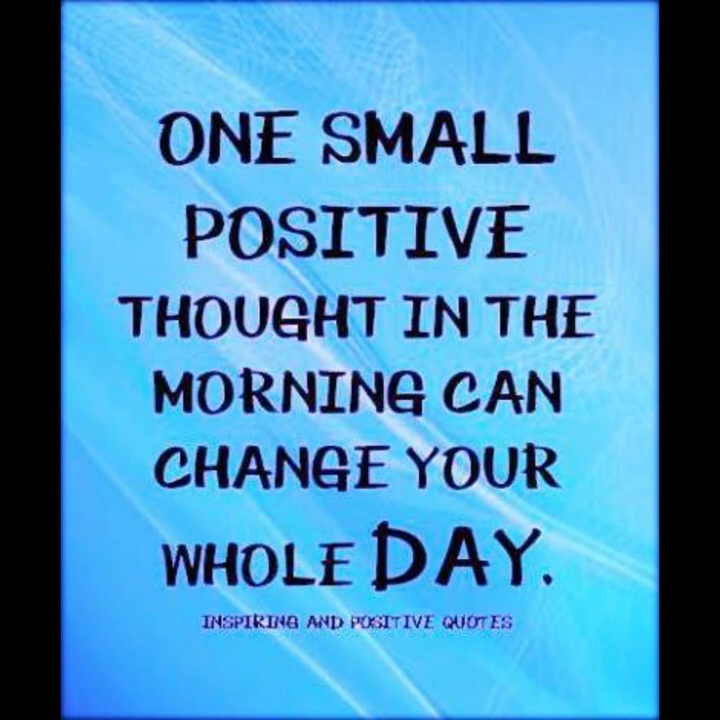 ONE SMALL
POSITIVE
THOUGHT IN THE
MORNING CAN
CHANGE YOUR
WHOLE DAY.
INSPIRING AND POSITIVE QUOTES